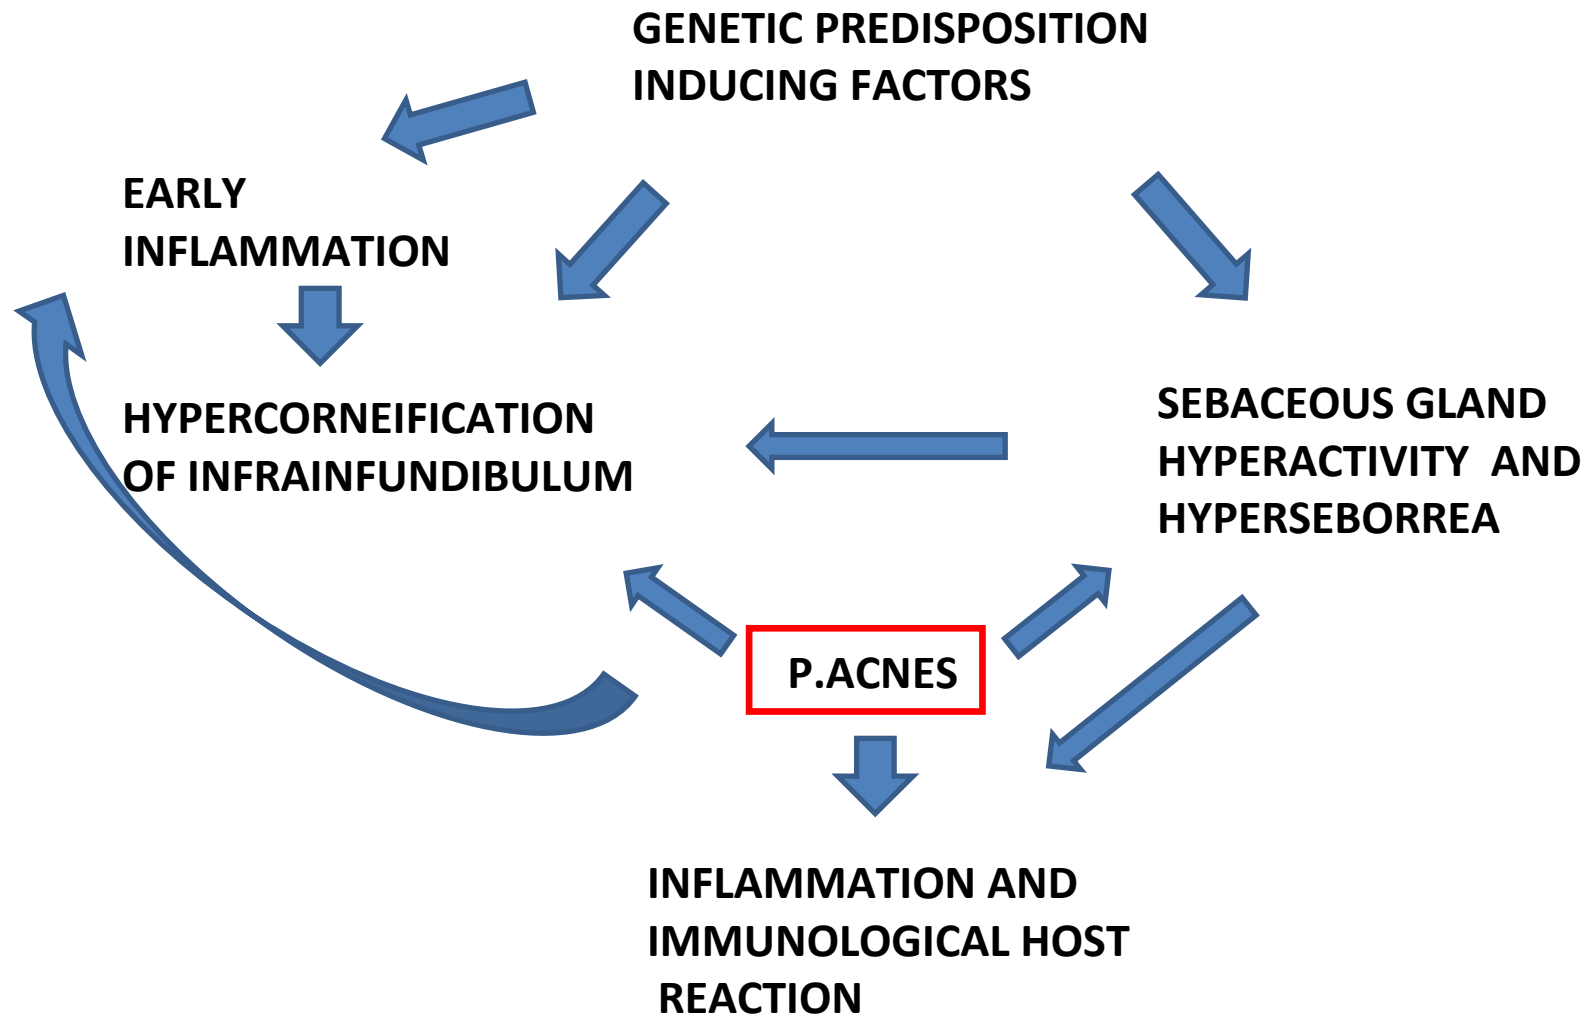 GENETIC PREDISPOSITION
INDUCING FACTORS
EARLY
INFLAMMATION
HYPERCORNEIFICATION
OF INFRAINFUNDIBULUM
SEBACEOUS GLAND
HYPERACTIVITY AND
HYPERSEBORREA
P.ACNES
INFLAMMATION AND
IMMUNOLOGICAL HOST
REACTION